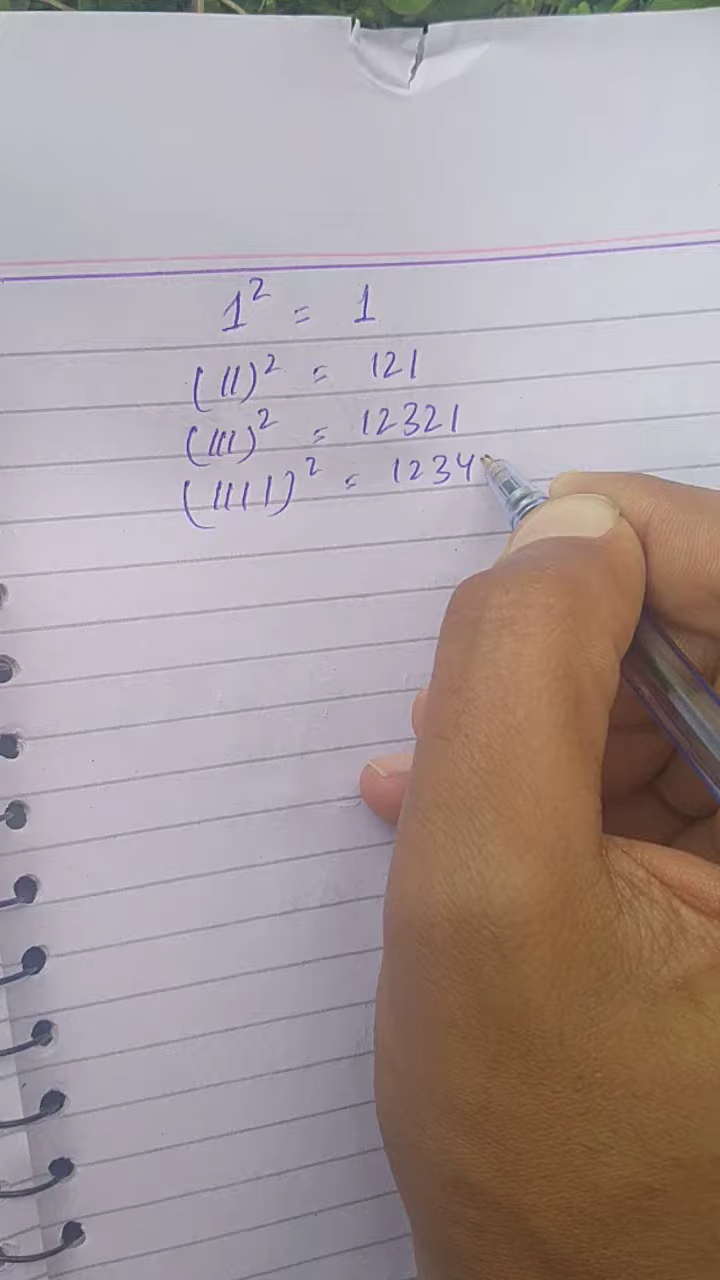 1² = 1
(11)² = 121
(111)² = 12321
(1111)² = 1234